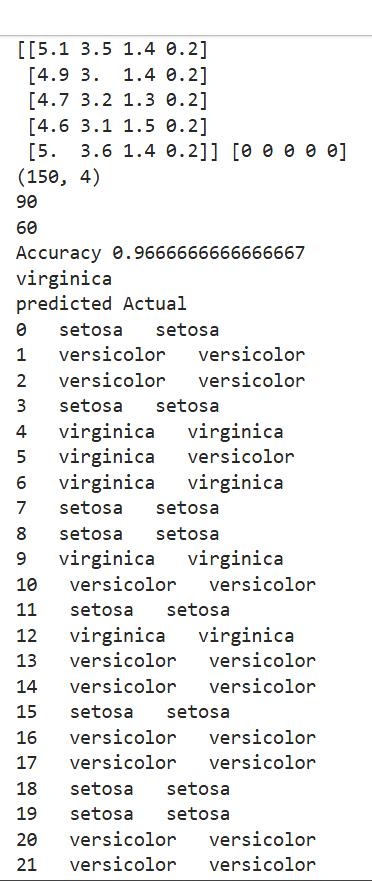 [[5.1 3.5 1.4 0.2]
 [4.9 3.  1.4 0.2]
 [4.7 3.2 1.3 0.2]
 [4.6 3.1 1.5 0.2]
 [5.  3.6 1.4 0.2]] [0 0 0 0 0]
(150, 4)
90
60
Accuracy 0.9666666666666667
virginica
predicted Actual
0   setosa   setosa
1   versicolor   versicolor
2   versicolor   versicolor
3   setosa   setosa
4   virginica   virginica
5   virginica   versicolor
6   virginica   virginica
7   setosa   setosa
8   setosa   setosa
9   virginica   virginica
10   versicolor   versicolor
11   setosa   setosa
12   virginica   virginica
13   versicolor   versicolor
14   versicolor   versicolor
15   setosa   setosa
16   versicolor   versicolor
17   versicolor   versicolor
18   setosa   setosa
19   setosa   setosa
20   versicolor   versicolor
21   versicolor   versicolor